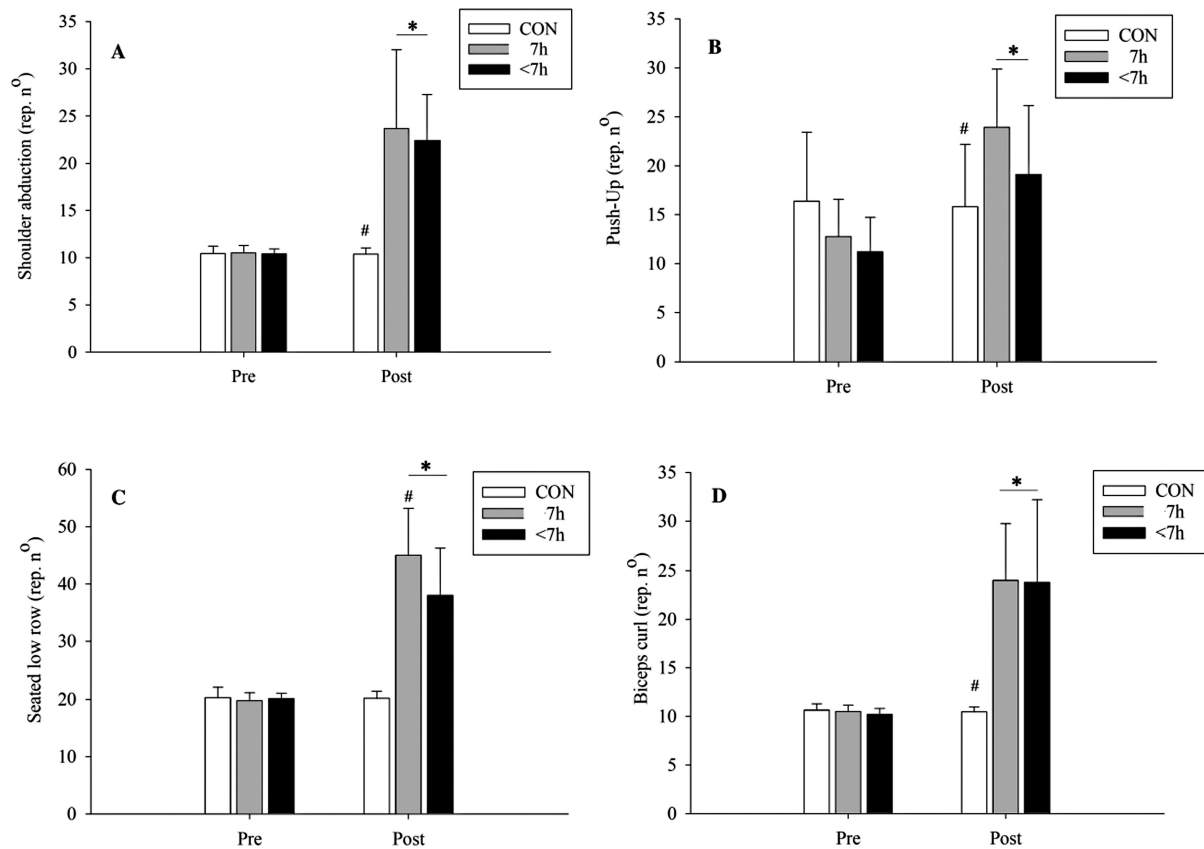 A
Shoulder abduction (rep. nº)
35
30
25
20
15
10
5
0
Pre
Post
#
*
CON
7h
<7h
B
Push-Up (rep. nº)
35
30
25
20
15
10
5
0
Pre
Post
#
*
CON
7h
<7h
C
Seated low row (rep. nº)
60
50
40
30
20
10
0
Pre
Post
#
*
CON
7h
<7h
D
Biceps curl (rep. nº)
35
30
25
20
15
10
5
0
Pre
Post
#
*
CON
7h
<7h